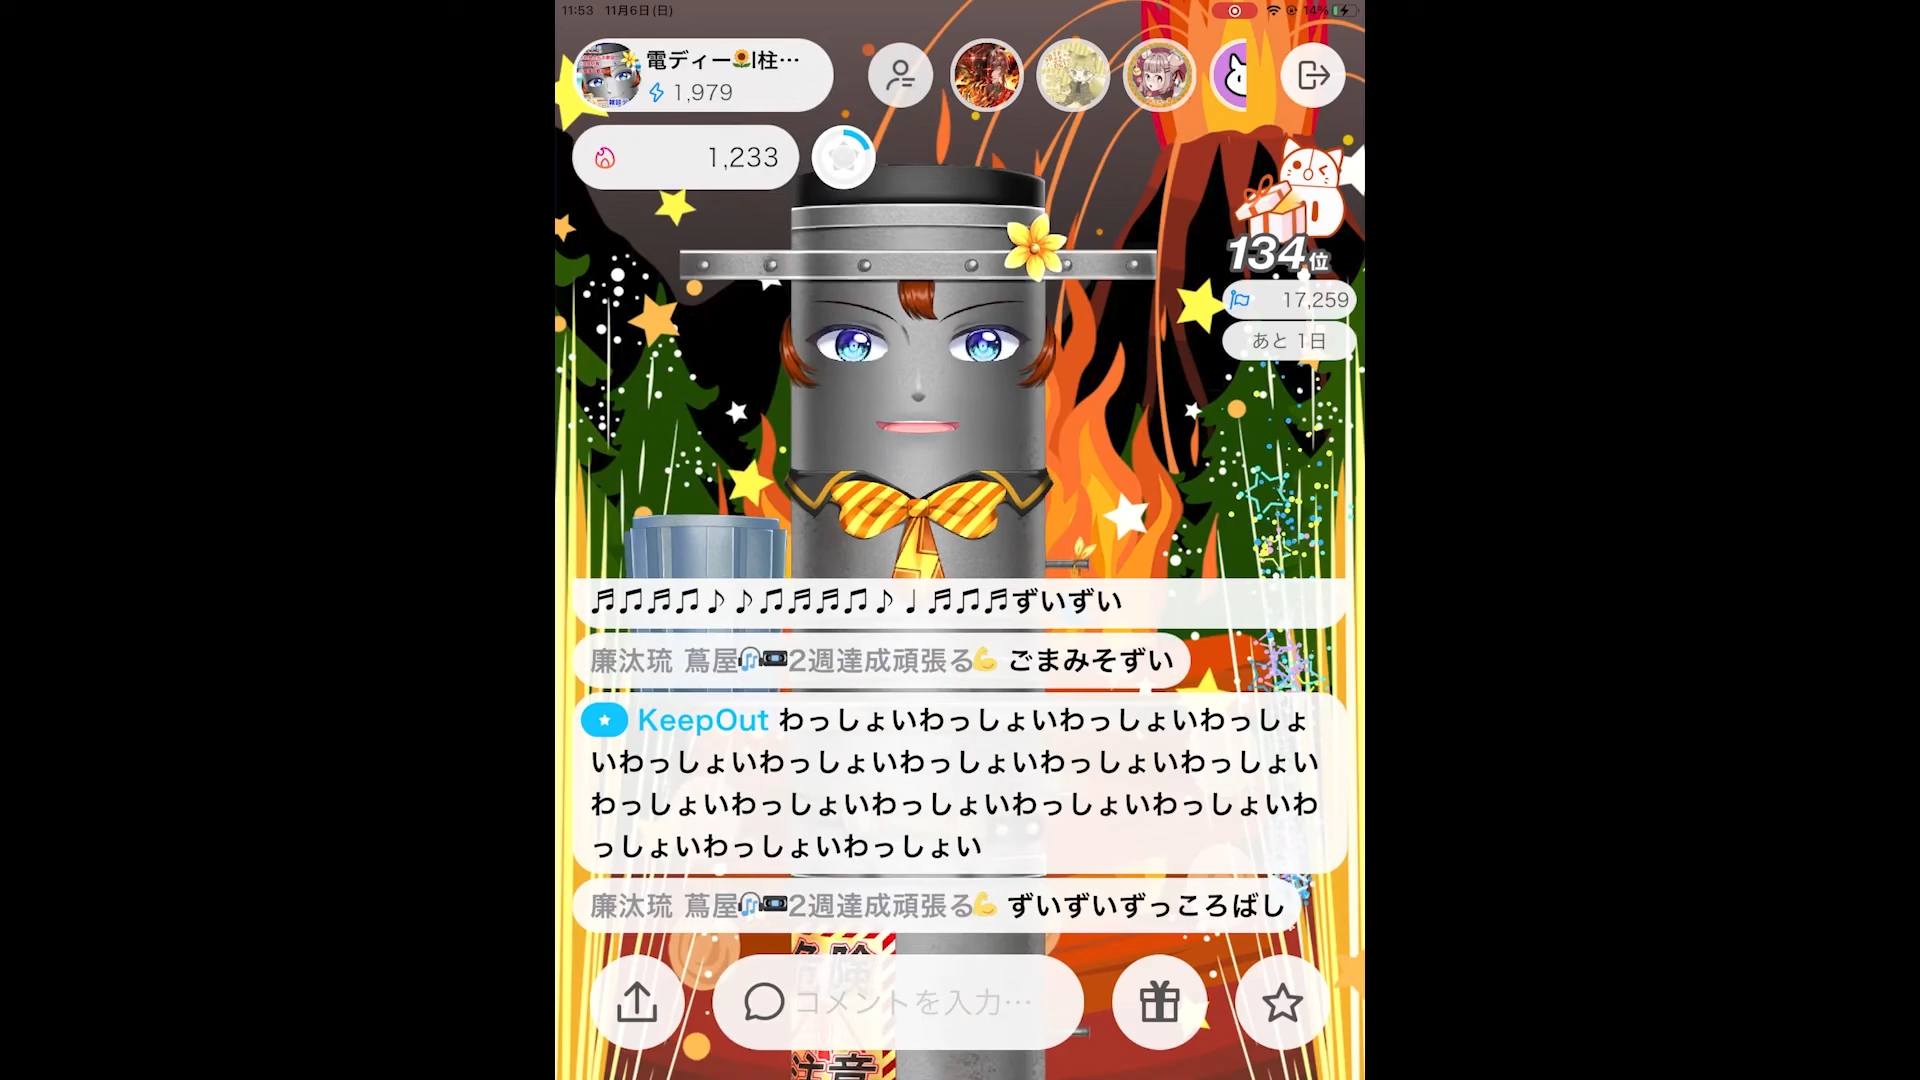 11:53 11月6日(日)
14%
電ディー🌻|柱…
1,979
1,233
134位
17,259
あと 1日
♬♫♬♫♪♪♫♬♬♫♪♩♬♫♬ずいずい
廉汰琉 蔦屋🎧📼2週達成頑張る💪 ごまみそずい
KeepOut わっしょいわっしょいわっしょいわっしょ
いわっしょいわっしょいわっしょいわっしょいわっしょい
わっしょいわっしょいわっしょいわっしょいわっしょいわ
っしょいわっしょいわっしょい
廉汰琉 蔦屋🎧📼2週達成頑張る💪 ずいずいずっころばし
危険
コメントを入力…
注意